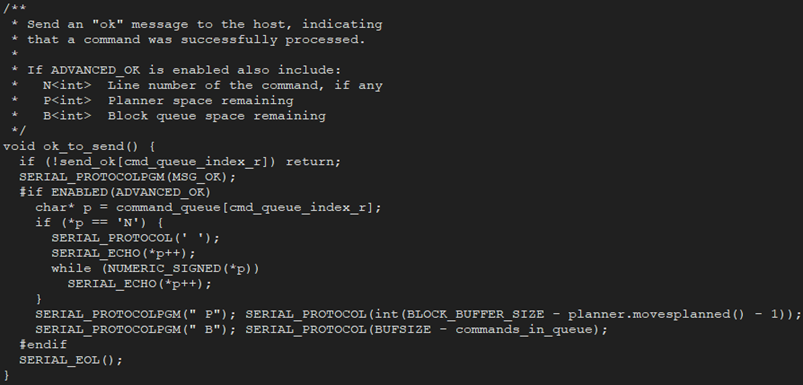 /**
 * Send an "ok" message to the host, indicating
 * that a command was successfully processed.
 *
 * If ADVANCED_OK is enabled also include:
 *   N<int>  Line number of the command, if any
 *   P<int>  Planner space remaining
 *   B<int>  Block queue space remaining
 */
void ok_to_send() {
  if (!send_ok[cmd_queue_index_r]) return;
  SERIAL_PROTOCOLPGM(MSG_OK);
  #if ENABLED(ADVANCED_OK)
    char* p = command_queue[cmd_queue_index_r];
    if (*p == 'N') {
      SERIAL_PROTOCOL(' ');
      SERIAL_ECHO(*p++);
      while (NUMERIC_SIGNED(*p))
        SERIAL_ECHO(*p++);
    }
    SERIAL_PROTOCOLPGM(" P"); SERIAL_PROTOCOL(int(BLOCK_BUFFER_SIZE - planner.movesplanned() - 1));
    SERIAL_PROTOCOLPGM(" B"); SERIAL_PROTOCOL(BUFSIZE - commands_in_queue);
  #endif
  SERIAL_EOL();
}